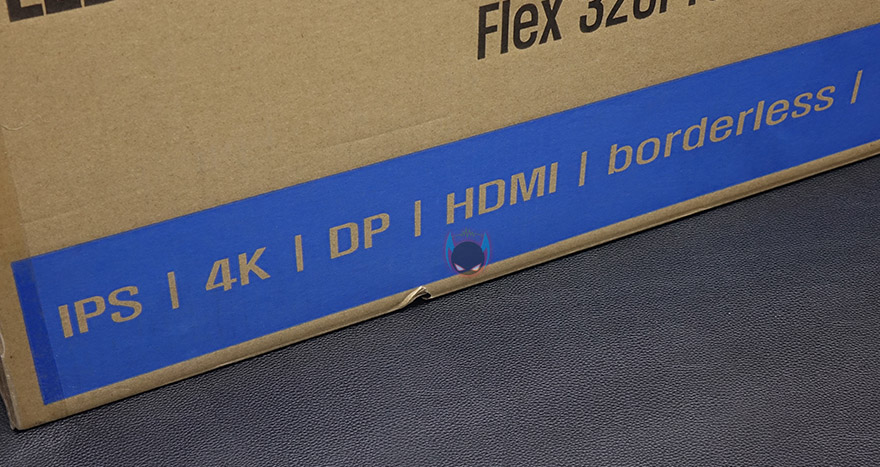 Flex
IPS | 4K | DP | HDMI | borderless |